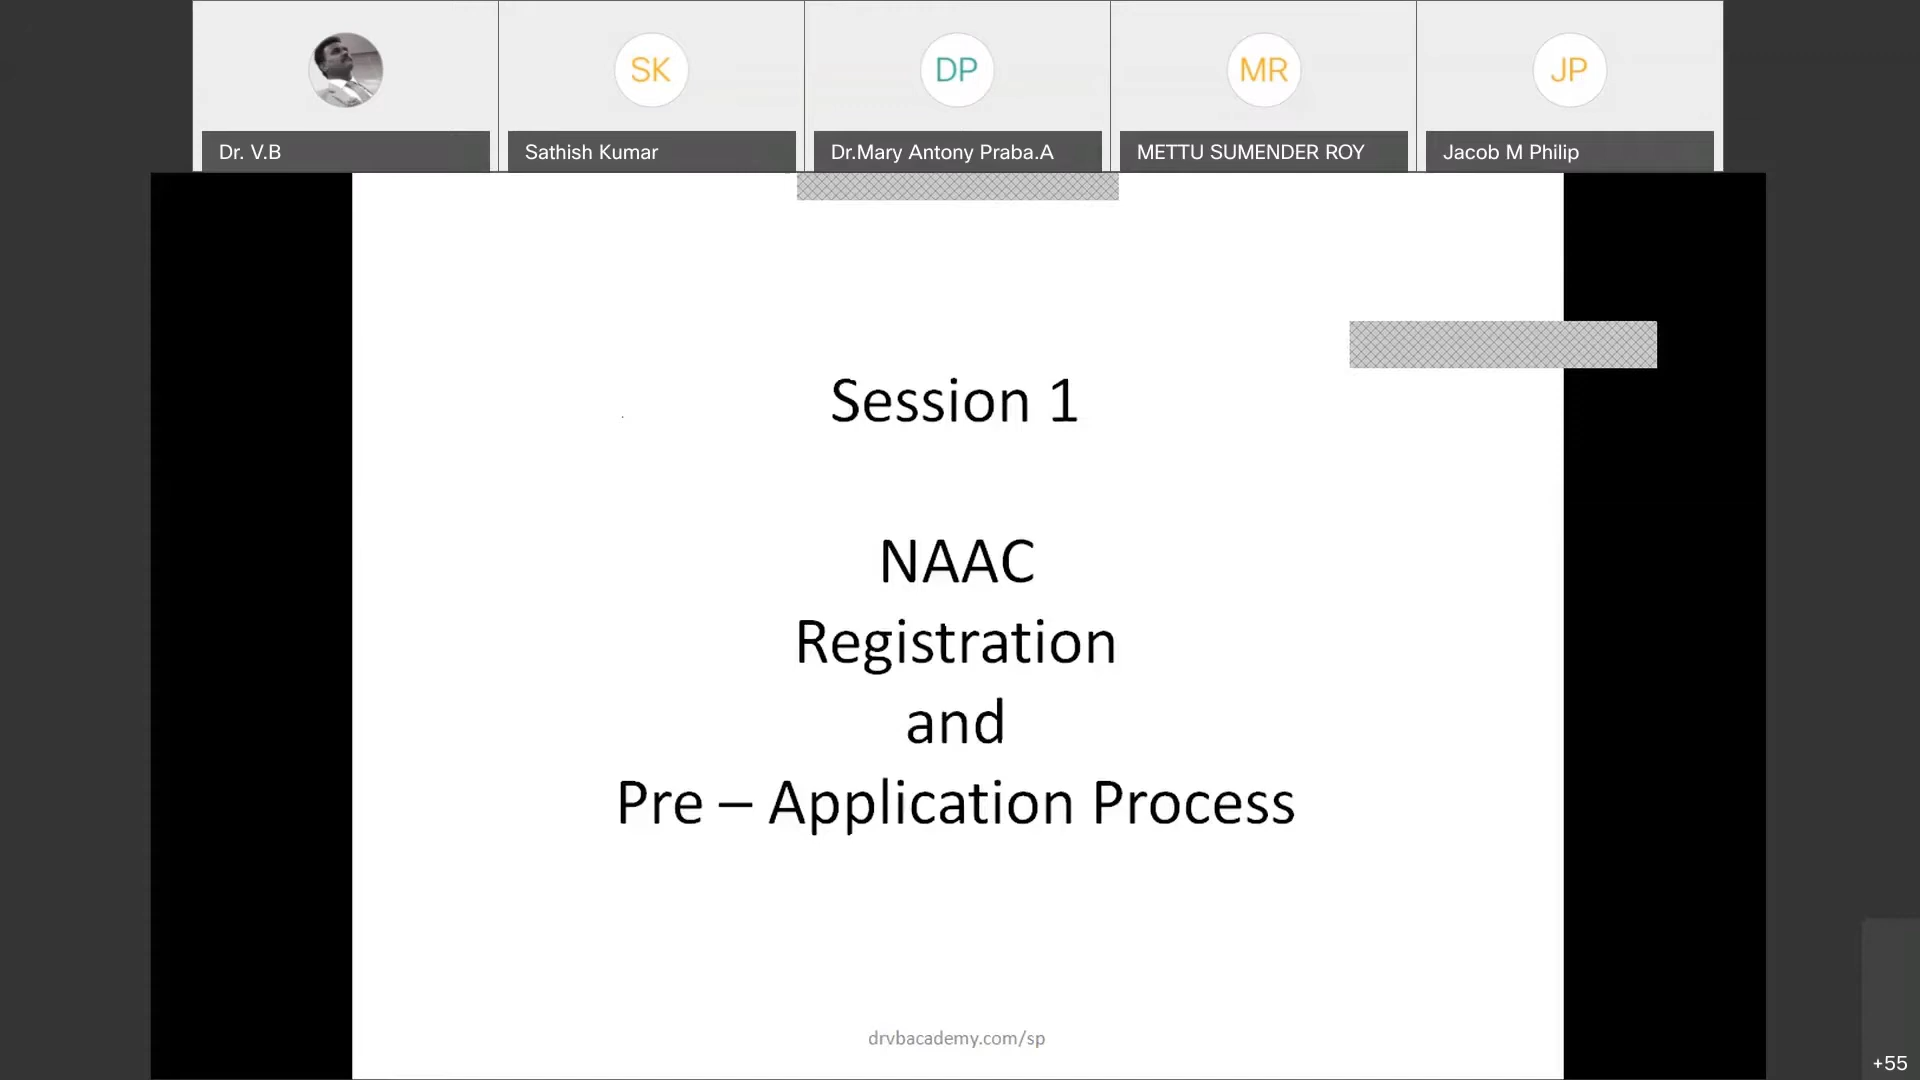 SK
DP
MR
JP
Dr. V.B
Sathish Kumar
Dr.Mary Antony Praba.A
METTU SUMENDER ROY
Jacob M Philip
Session 1
NAAC
Registration
and
Pre – Application Process
drvbacademy.com/sp
+55